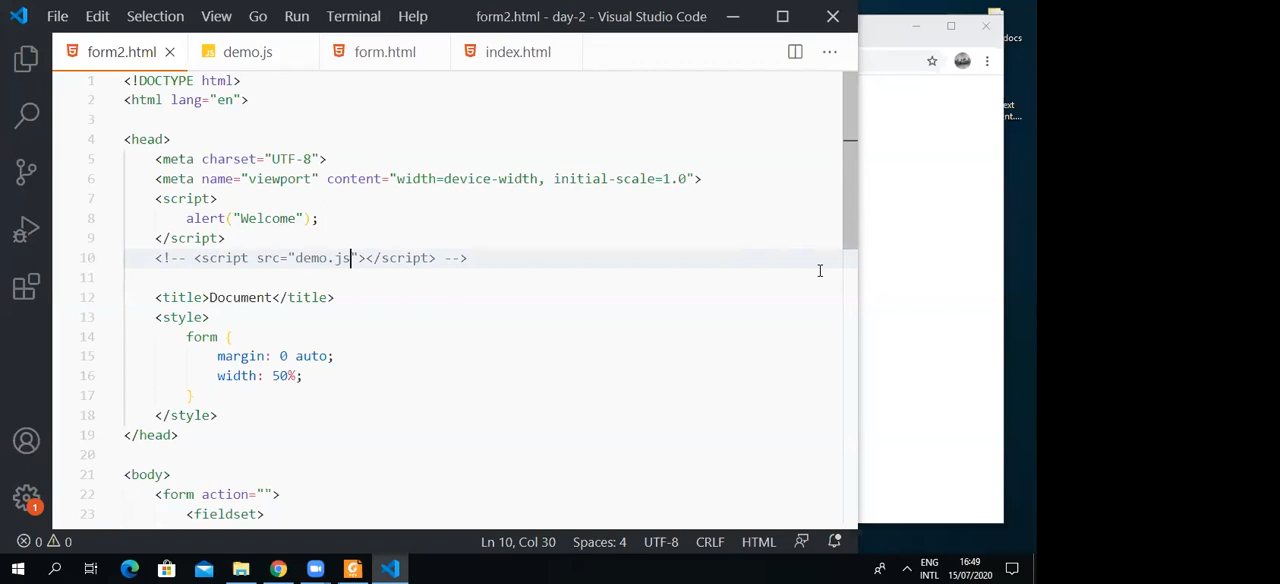 File Edit Selection View Go Run Terminal Help form2.html - day-2 - Visual Studio Code
form2.html demo.js form.html index.html
1 <!DOCTYPE html>
2 <html lang="en">
3
4 <head>
5 <meta charset="UTF-8">
6 <meta name="viewport" content="width=device-width, initial-scale=1.0">
7 <script>
8 alert("Welcome");
9 </script>
10 <!-- <script src="demo.js"></script> -->
11
12 <title>Document</title>
13 <style>
14 form {
15 margin: 0 auto;
16 width: 50%;
17 }
18 </style>
19 </head>
20
21 <body>
22 <form action="">
23 <fieldset>
docs
ext
nt....
1
0 0 Ln 10, Col 30 Spaces: 4 UTF-8 CRLF HTML
ENG 16:49
INTL 15/07/2020